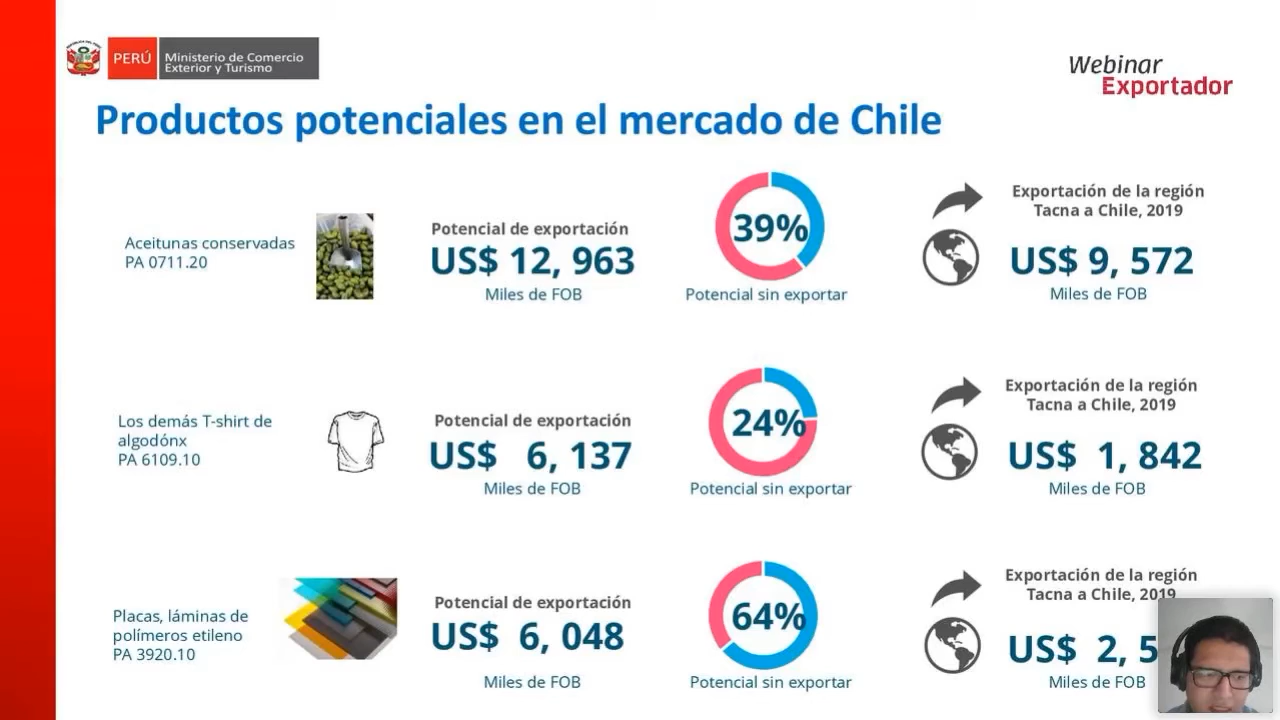 PERÚ
Ministerio de Comercio
Exterior y Turismo
Webinar
Exportador
Productos potenciales en el mercado de Chile
Aceitunas conservadas
PA 0711.20
Potencial de exportación
US$ 12, 963
Miles de FOB
39%
Potencial sin exportar
Exportación de la región
Tacna a Chile, 2019
US$ 9, 572
Miles de FOB
Los demás T-shirt de
algodónx
PA 6109.10
Potencial de exportación
US$ 6, 137
Miles de FOB
24%
Potencial sin exportar
Exportación de la región
Tacna a Chile, 2019
US$ 1, 842
Miles de FOB
Placas, láminas de
polímeros etileno
PA 3920.10
Potencial de exportación
US$ 6, 048
Miles de FOB
64%
Potencial sin exportar
Exportación de la región
Tacna a Chile, 2019
US$ 2, 5
Miles de FOB